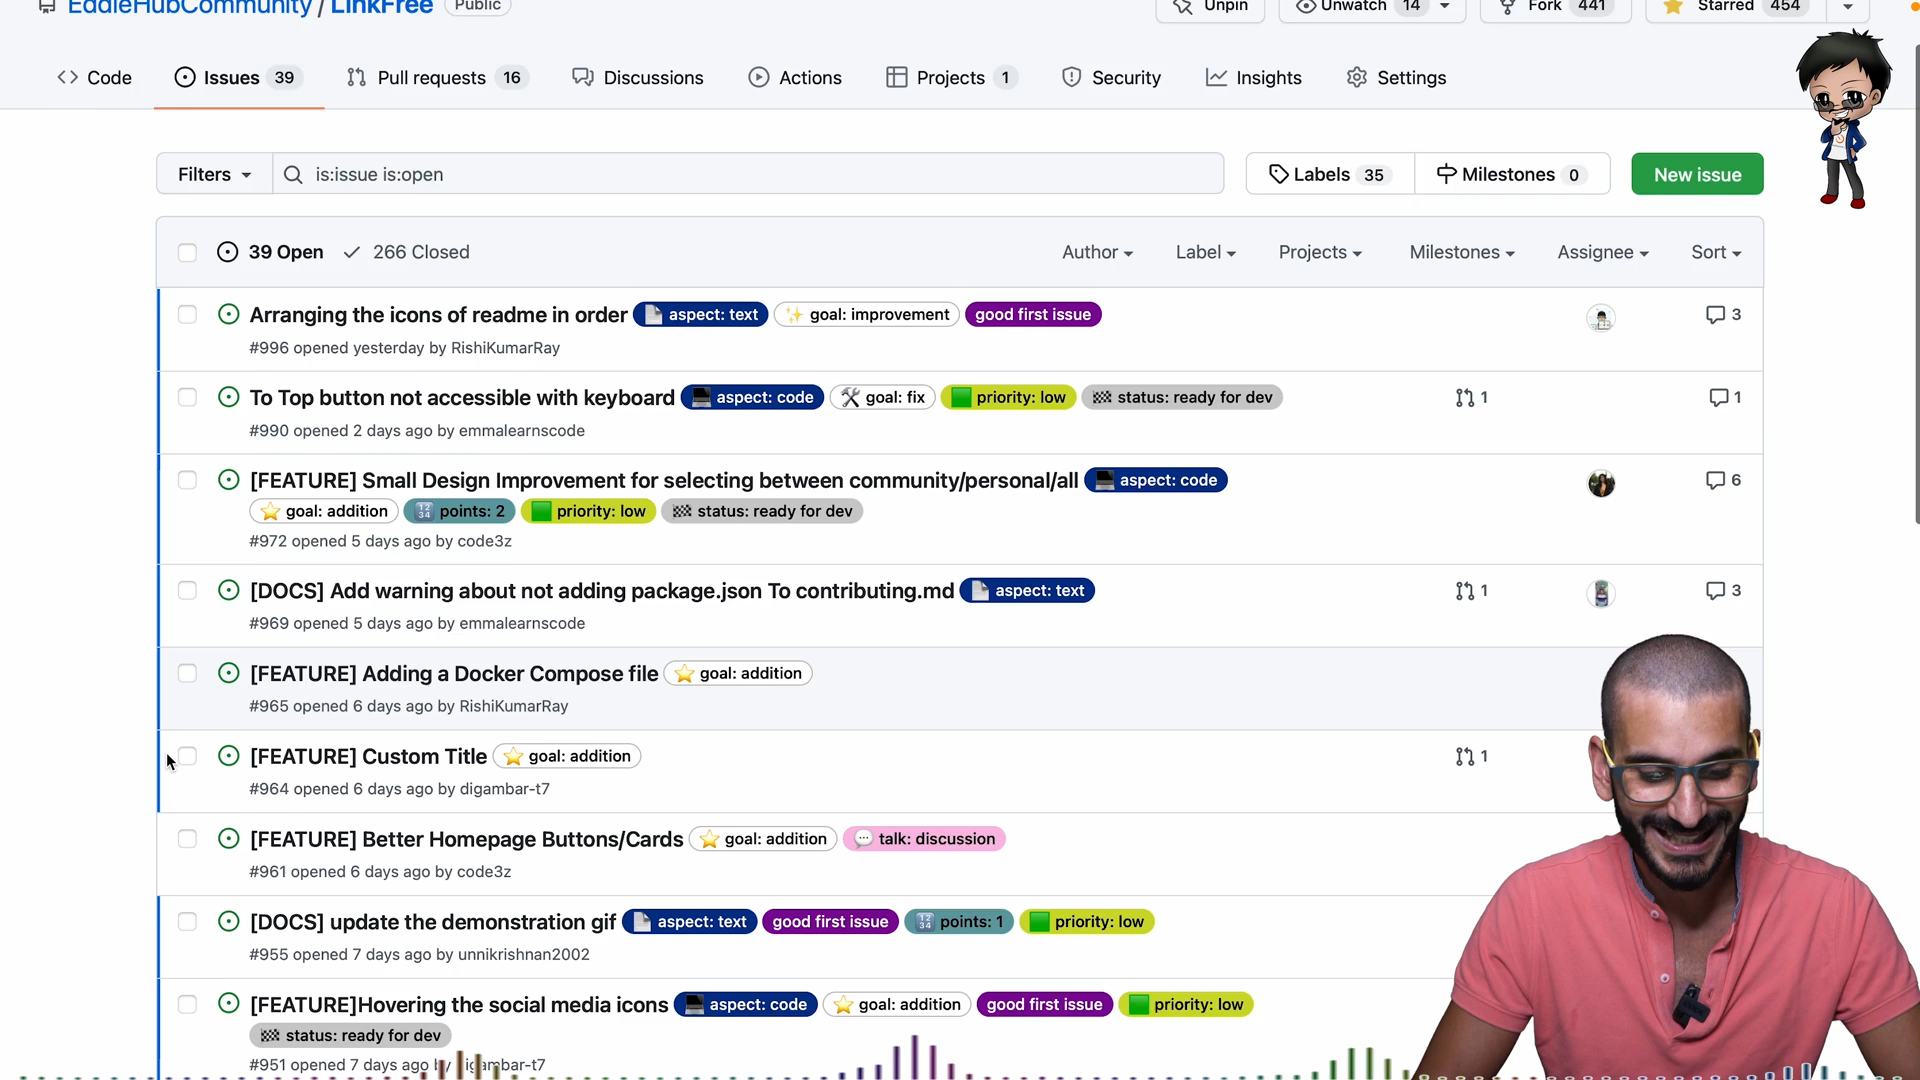 EddieHubCommunity / LinkFree Public Unpin Unwatch 14 Fork 441 Starred 454
Code Issues 39 Pull requests 16 Discussions Actions Projects 1 Security Insights Settings
Filters is:issue is:open Labels 35 Milestones 0 New issue
39 Open 266 Closed Author Label Projects Milestones Assignee Sort
Arranging the icons of readme in order aspect: text goal: improvement good first issue 3
#996 opened yesterday by RishiKumarRay
To Top button not accessible with keyboard aspect: code goal: fix priority: low status: ready for dev 1 1
#990 opened 2 days ago by emmalearnscode
[FEATURE] Small Design Improvement for selecting between community/personal/all aspect: code 6
goal: addition points: 2 priority: low status: ready for dev
#972 opened 5 days ago by code3z
[DOCS] Add warning about not adding package.json To contributing.md aspect: text 1 3
#969 opened 5 days ago by emmalearnscode
[FEATURE] Adding a Docker Compose file goal: addition
#965 opened 6 days ago by RishiKumarRay
[FEATURE] Custom Title goal: addition 1
#964 opened 6 days ago by digambar-t7
[FEATURE] Better Homepage Buttons/Cards goal: addition talk: discussion
#961 opened 6 days ago by code3z
[DOCS] update the demonstration gif aspect: text good first issue points: 1 priority: low
#955 opened 7 days ago by unnikrishnan2002
[FEATURE]Hovering the social media icons aspect: code goal: addition good first issue priority: low
status: ready for dev
#951 opened 7 days ago